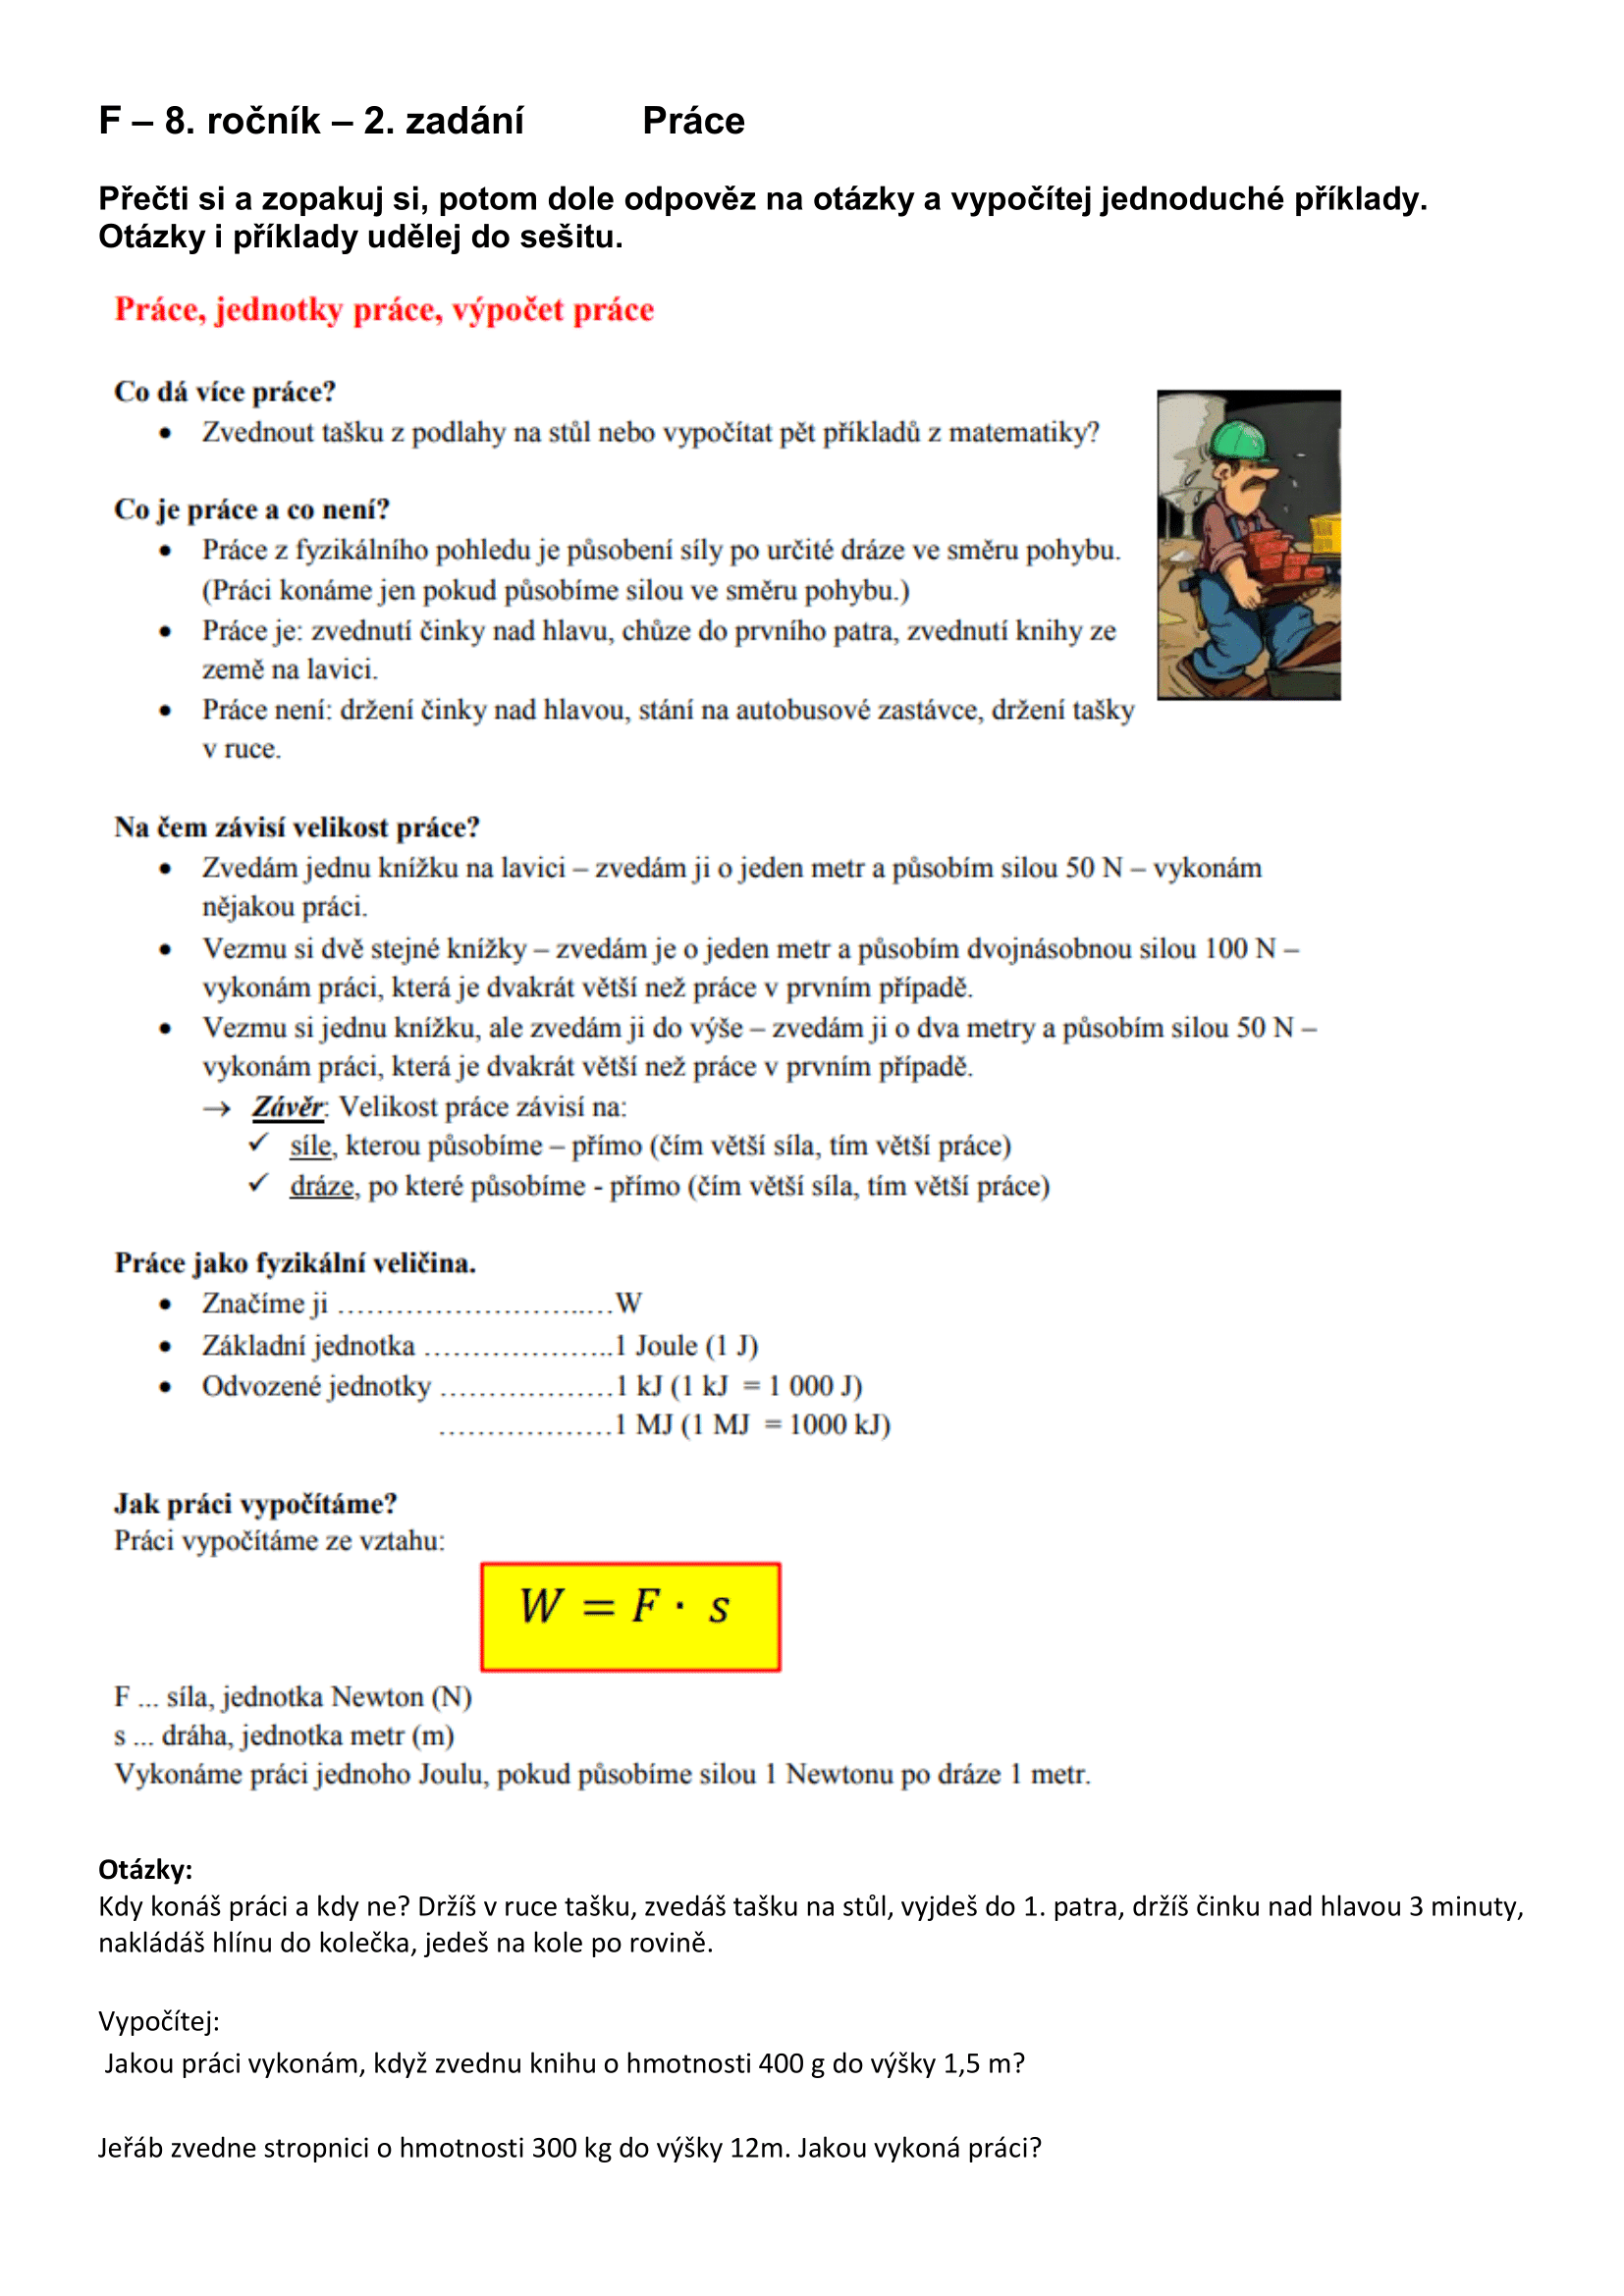 F – 8. ročník – 2. zadání Práce
Přečti si a zopakuj si, potom dole odpověz na otázky a vypočítej jednoduché příklady.
Otázky i příklady udělej do sešitu.
Práce, jednotky práce, výpočet práce
Co dá více práce?
• Zvednout tašku z podlahy na stůl nebo vypočítat pět příkladů z matematiky?
Co je práce a co není?
• Práce z fyzikálního pohledu je působení síly po určité dráze ve směru pohybu.
(Práci konáme jen pokud působíme silou ve směru pohybu.)
• Práce je: zvednutí činky nad hlavu, chůze do prvního patra, zvednutí knihy ze
země na lavici.
• Práce není: držení činky nad hlavou, stání na autobusové zastávce, držení tašky
v ruce.
Na čem závisí velikost práce?
• Zvedám jednu knížku na lavici – zvedám ji o jeden metr a působím silou 50 N – vykonám
nějakou práci.
• Vezmu si dvě stejné knížky – zvedám je o jeden metr a působím dvojnásobnou silou 100 N –
vykonám práci, která je dvakrát větší než práce v prvním případě.
• Vezmu si jednu knížku, ale zvedám ji do výše – zvedám ji o dva metry a působím silou 50 N –
vykonám práci, která je dvakrát větší než práce v prvním případě.
→ Závěr: Velikost práce závisí na:
✓ síle, kterou působíme – přímo (čím větší síla, tím větší práce)
✓ dráze, po které působíme - přímo (čím větší síla, tím větší práce)
Práce jako fyzikální veličina.
• Značíme ji ……………………..…W
• Základní jednotka ………………..1 Joule (1 J)
• Odvozené jednotky ………………1 kJ (1 kJ = 1 000 J)
………………1 MJ (1 MJ = 1000 kJ)
Jak práci vypočítáme?
Práci vypočítáme ze vztahu:
W = F · s
F ... síla, jednotka Newton (N)
s ... dráha, jednotka metr (m)
Vykonáme práci jednoho Joulu, pokud působíme silou 1 Newtonu po dráze 1 metr.
Otázky:
Kdy konáš práci a kdy ne? Držíš v ruce tašku, zvedáš tašku na stůl, vyjdeš do 1. patra, držíš činku nad hlavou 3 minuty,
nakládáš hlínu do kolečka, jedeš na kole po rovině.
Vypočítej:
Jakou práci vykonám, když zvednu knihu o hmotnosti 400 g do výšky 1,5 m?
Jeřáb zvedne stropnici o hmotnosti 300 kg do výšky 12m. Jakou vykoná práci?